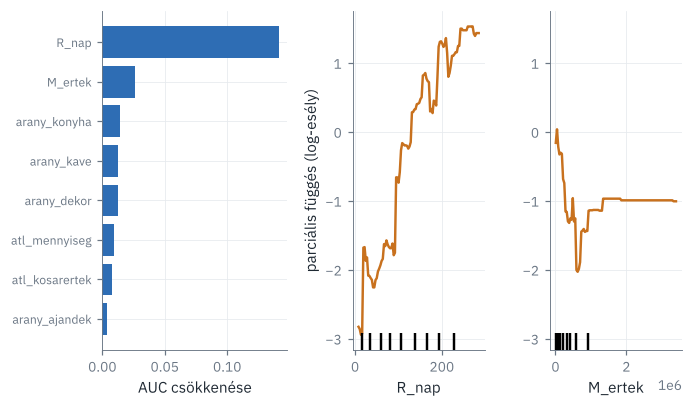 R_nap
M_ertek
arany_konyha
arany_kave
arany_dekor
atl_mennyiseg
atl_kosarertek
arany_ajandek
0.00 0.05 0.10
AUC csökkenése
parciális függés (log-esély)
1
0
−1
−2
−3
0 200
R_nap
1
0
−1
−2
−3
0 2
1e6
M_ertek